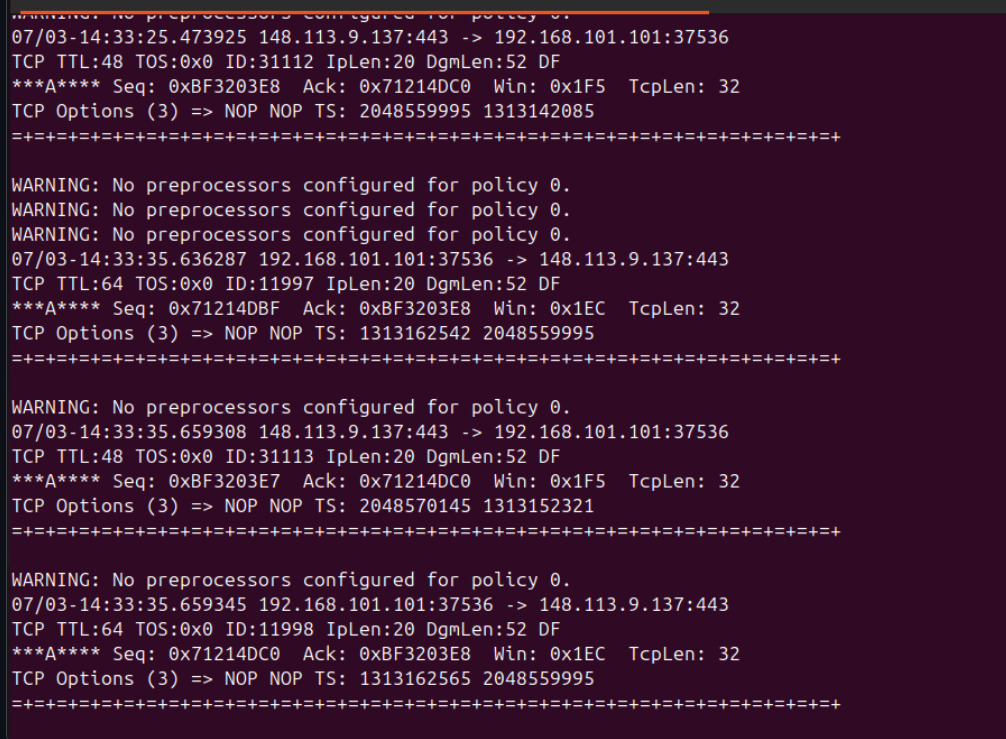 WARNING: No preprocessors configured for policy 0.
07/03-14:33:25.473925 148.113.9.137:443 -> 192.168.101.101:37536
TCP TTL:48 TOS:0x0 ID:31112 IpLen:20 DgmLen:52 DF
***A**** Seq: 0xBF3203E8  Ack: 0x71214DC0  Win: 0x1F5  TcpLen: 32
TCP Options (3) => NOP NOP TS: 2048559995 1313142085
=+=+=+=+=+=+=+=+=+=+=+=+=+=+=+=+=+=+=+=+=+=+=+=+=+=+=+=+=+=+=+=+=+=+=+=+=+

WARNING: No preprocessors configured for policy 0.
WARNING: No preprocessors configured for policy 0.
WARNING: No preprocessors configured for policy 0.
07/03-14:33:35.636287 192.168.101.101:37536 -> 148.113.9.137:443
TCP TTL:64 TOS:0x0 ID:11997 IpLen:20 DgmLen:52 DF
***A**** Seq: 0x71214DBF  Ack: 0xBF3203E8  Win: 0x1EC  TcpLen: 32
TCP Options (3) => NOP NOP TS: 1313162542 2048559995
=+=+=+=+=+=+=+=+=+=+=+=+=+=+=+=+=+=+=+=+=+=+=+=+=+=+=+=+=+=+=+=+=+=+=+=+=+

WARNING: No preprocessors configured for policy 0.
07/03-14:33:35.659308 148.113.9.137:443 -> 192.168.101.101:37536
TCP TTL:48 TOS:0x0 ID:31113 IpLen:20 DgmLen:52 DF
***A**** Seq: 0xBF3203E7  Ack: 0x71214DC0  Win: 0x1F5  TcpLen: 32
TCP Options (3) => NOP NOP TS: 2048570145 1313152321
=+=+=+=+=+=+=+=+=+=+=+=+=+=+=+=+=+=+=+=+=+=+=+=+=+=+=+=+=+=+=+=+=+=+=+=+=+

WARNING: No preprocessors configured for policy 0.
07/03-14:33:35.659345 192.168.101.101:37536 -> 148.113.9.137:443
TCP TTL:64 TOS:0x0 ID:11998 IpLen:20 DgmLen:52 DF
***A**** Seq: 0x71214DC0  Ack: 0xBF3203E8  Win: 0x1EC  TcpLen: 32
TCP Options (3) => NOP NOP TS: 1313162565 2048559995
=+=+=+=+=+=+=+=+=+=+=+=+=+=+=+=+=+=+=+=+=+=+=+=+=+=+=+=+=+=+=+=+=+=+=+=+=+